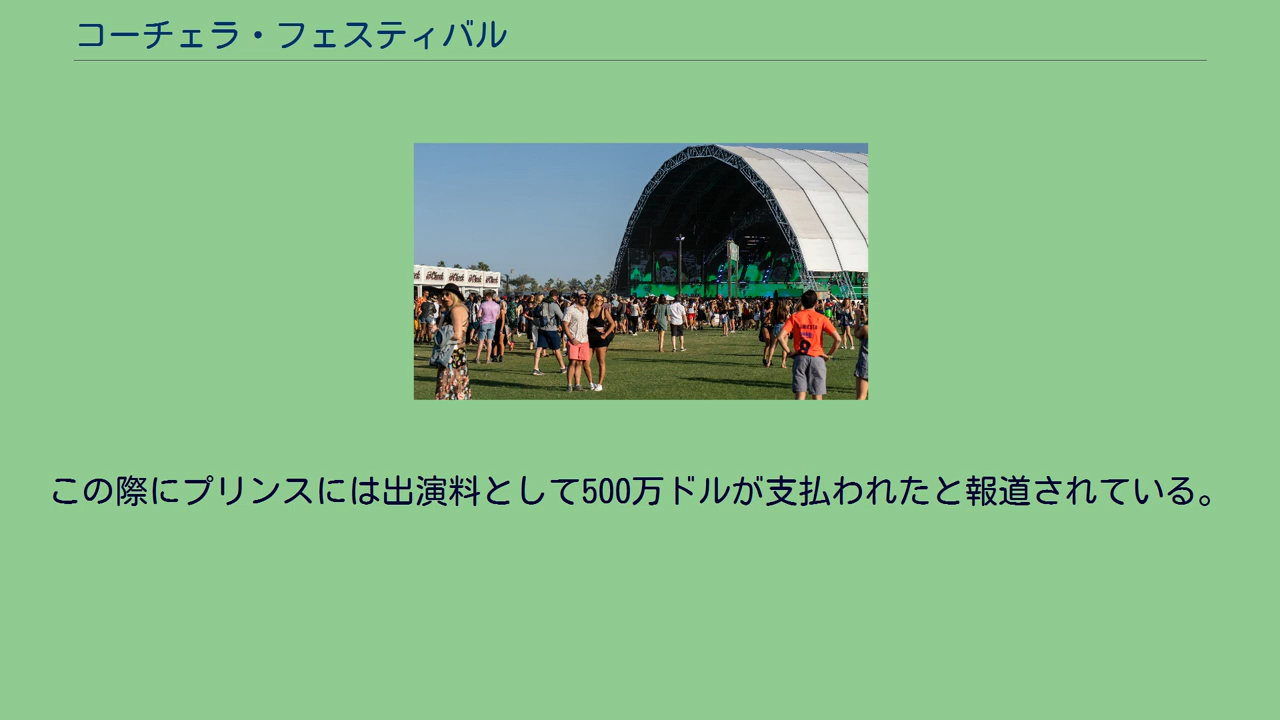 コーチェラ・フェスティバル
この際にプリンスには出演料として500万ドルが支払われたと報道されている。